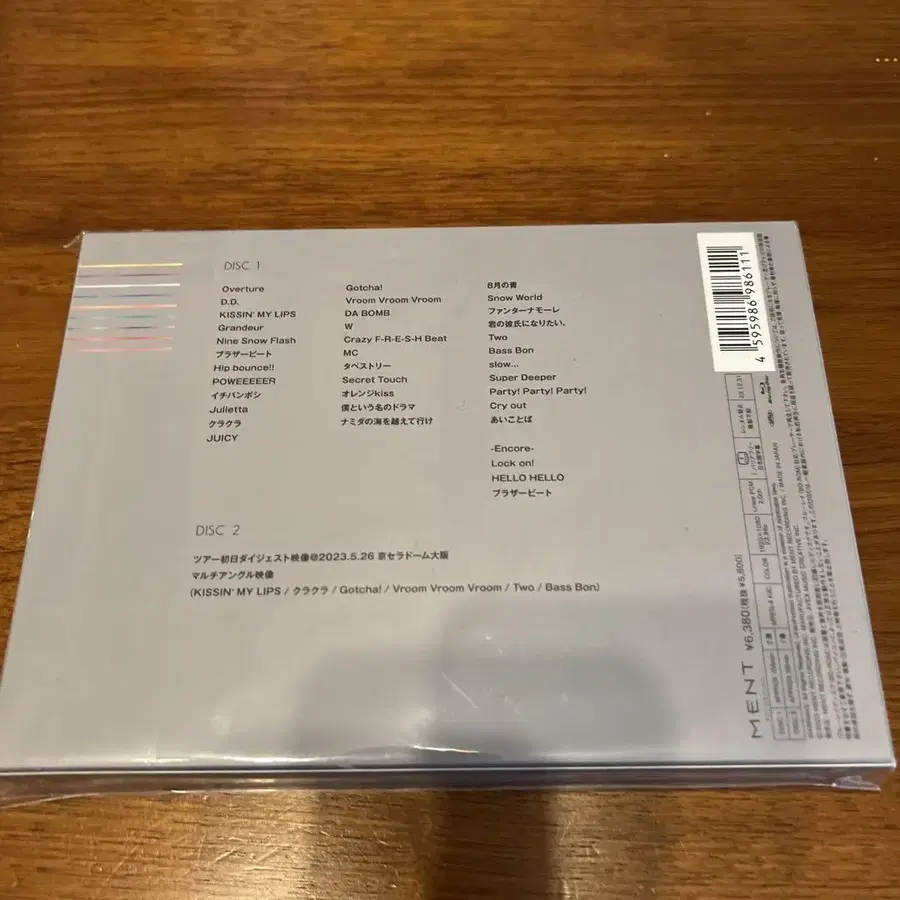 DISC 1
Overture
D.D.
KISSIN' MY LIPS
Grandeur
Nine Snow Flash
ブラザービート
Hip bounce!!
POWEEEEER
イチバンボシ
Julietta
クラクラ
JUICY
Gotcha!
Vroom Vroom Vroom
DA BOMB
W
Crazy F-R-E-S-H Beat
MC
タペストリー
Secret Touch
オレンジkiss
僕という名のドラマ
ナミダの海を越えて行け
8月の青
Snow World
ファンターナモーレ
君の彼氏になりたい。
Two
Bass Bon
slow...
Super Deeper
Party! Party! Party!
Cry out
あいことば
-Encore-
Lock on!
HELLO HELLO
ブラザービート
DISC 2
ツアー初日ダイジェスト映像@2023.5.26 京セラドーム大阪
マルチアングル映像
(KISSIN' MY LIPS / クラクラ / Gotcha! / Vroom Vroom Vroom / Two / Bass Bon)
4 595986 986111
MENT
¥6,380(税抜 ¥5,800)